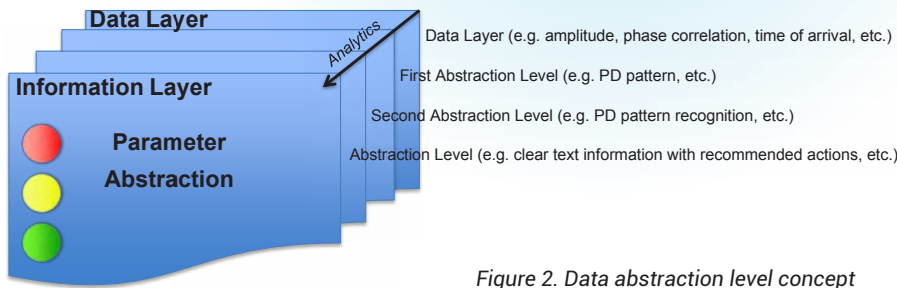 Data Layer
Analytics
Data Layer (e.g. amplitude, phase correlation, time of arrival, etc.)
First Abstraction Level (e.g. PD pattern, etc.)
Information Layer
Second Abstraction Level (e.g. PD pattern recognition, etc.)
Parameter
Abstraction
Abstraction Level (e.g. clear text information with recommended actions, etc.)
Figure 2. Data abstraction level concept